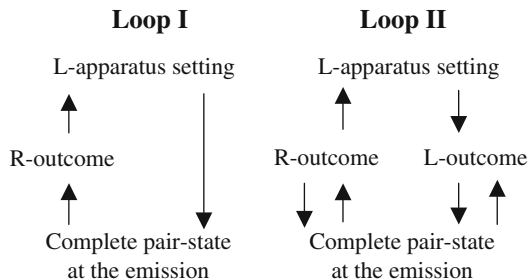 Loop I
L-apparatus setting
R-outcome
Complete pair-state
at the emission
Loop II
L-apparatus setting
R-outcome
L-outcome
Complete pair-state
at the emission